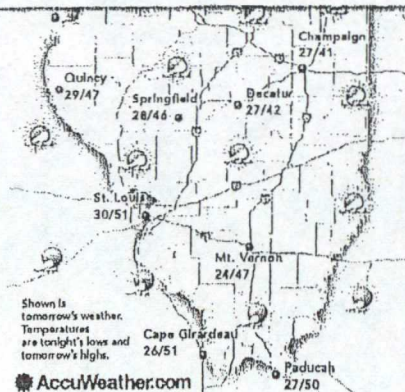 Champaign
27/41
Quincy
29/47
Springfield
28/46
Decatur
27/42
St. Louis
30/51
Mt. Vernon
24/47
Shown is
tomorrow's weather.
Temperatures
are tonight's lows and
tomorrow's highs.
Cape Girardeau
26/51
Paducah
27/50
AccuWeather.com